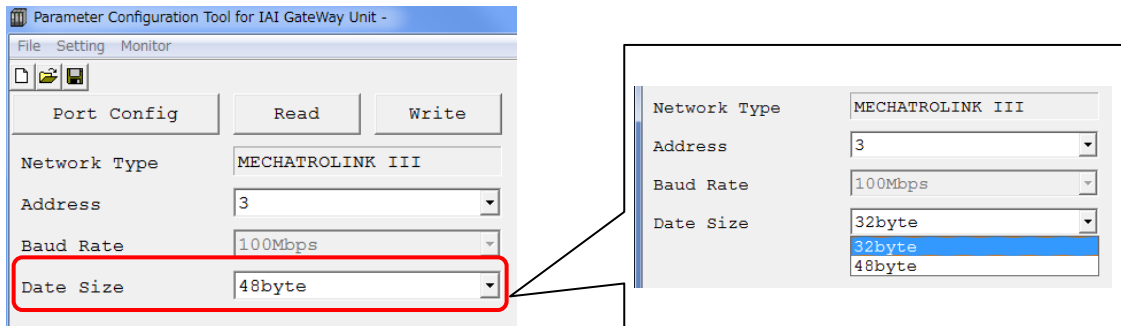 Parameter Configuration Tool for IAI GateWay Unit -
File Setting Monitor
Port Config Read Write
Network Type MECHATROLINK III
Address 3
Baud Rate 100Mbps
Date Size 48byte
Network Type MECHATROLINK III
Address 3
Baud Rate 100Mbps
Date Size 32byte
32byte
48byte